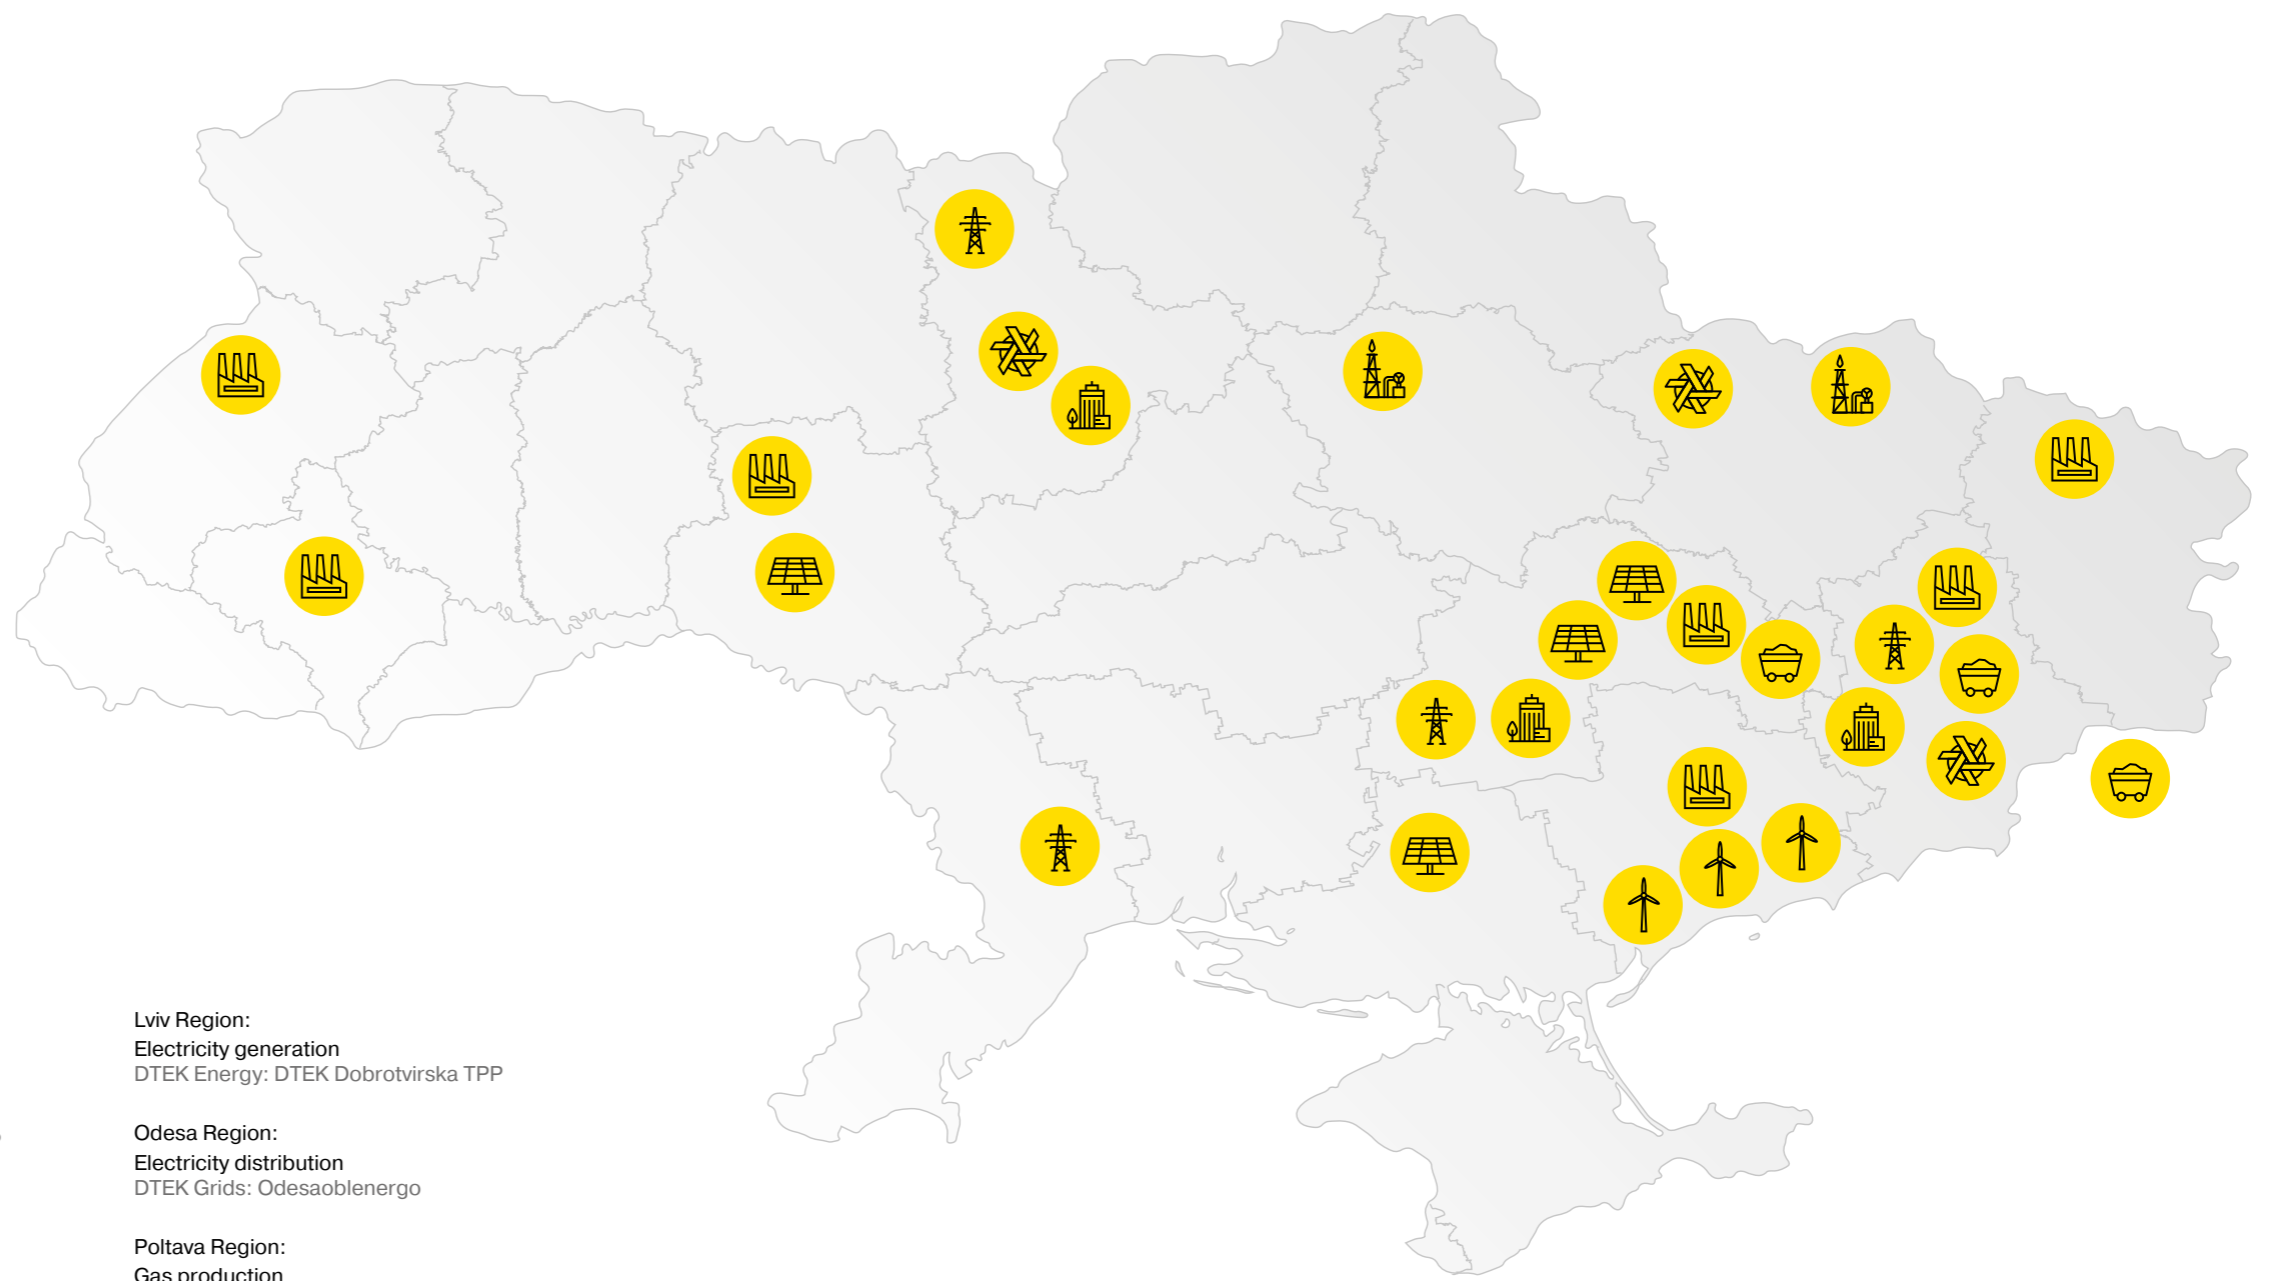 Lviv Region:
Electricity generation
DTEK Energy: DTEK Dobrotvirska TPP
Odesa Region:
Electricity distribution
DTEK Grids: Odesaoblenergo
Poltava Region:
Gas production